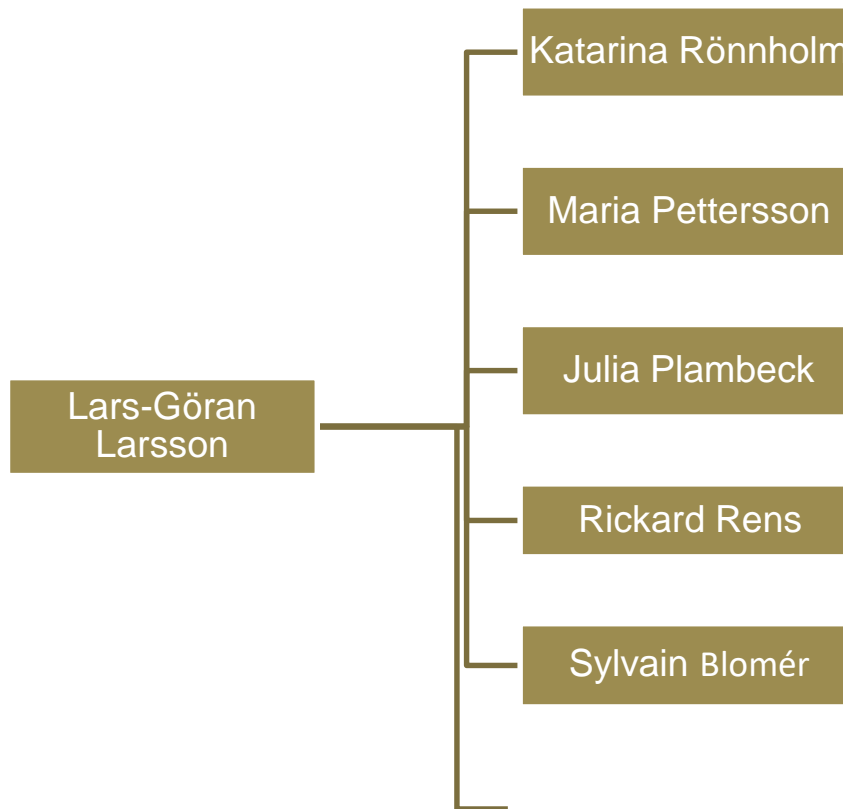 Katarina Rönnholm
Maria Pettersson
Julia Plambeck
Lars-Göran
Larsson
Rickard Rens
Sylvain Blomér